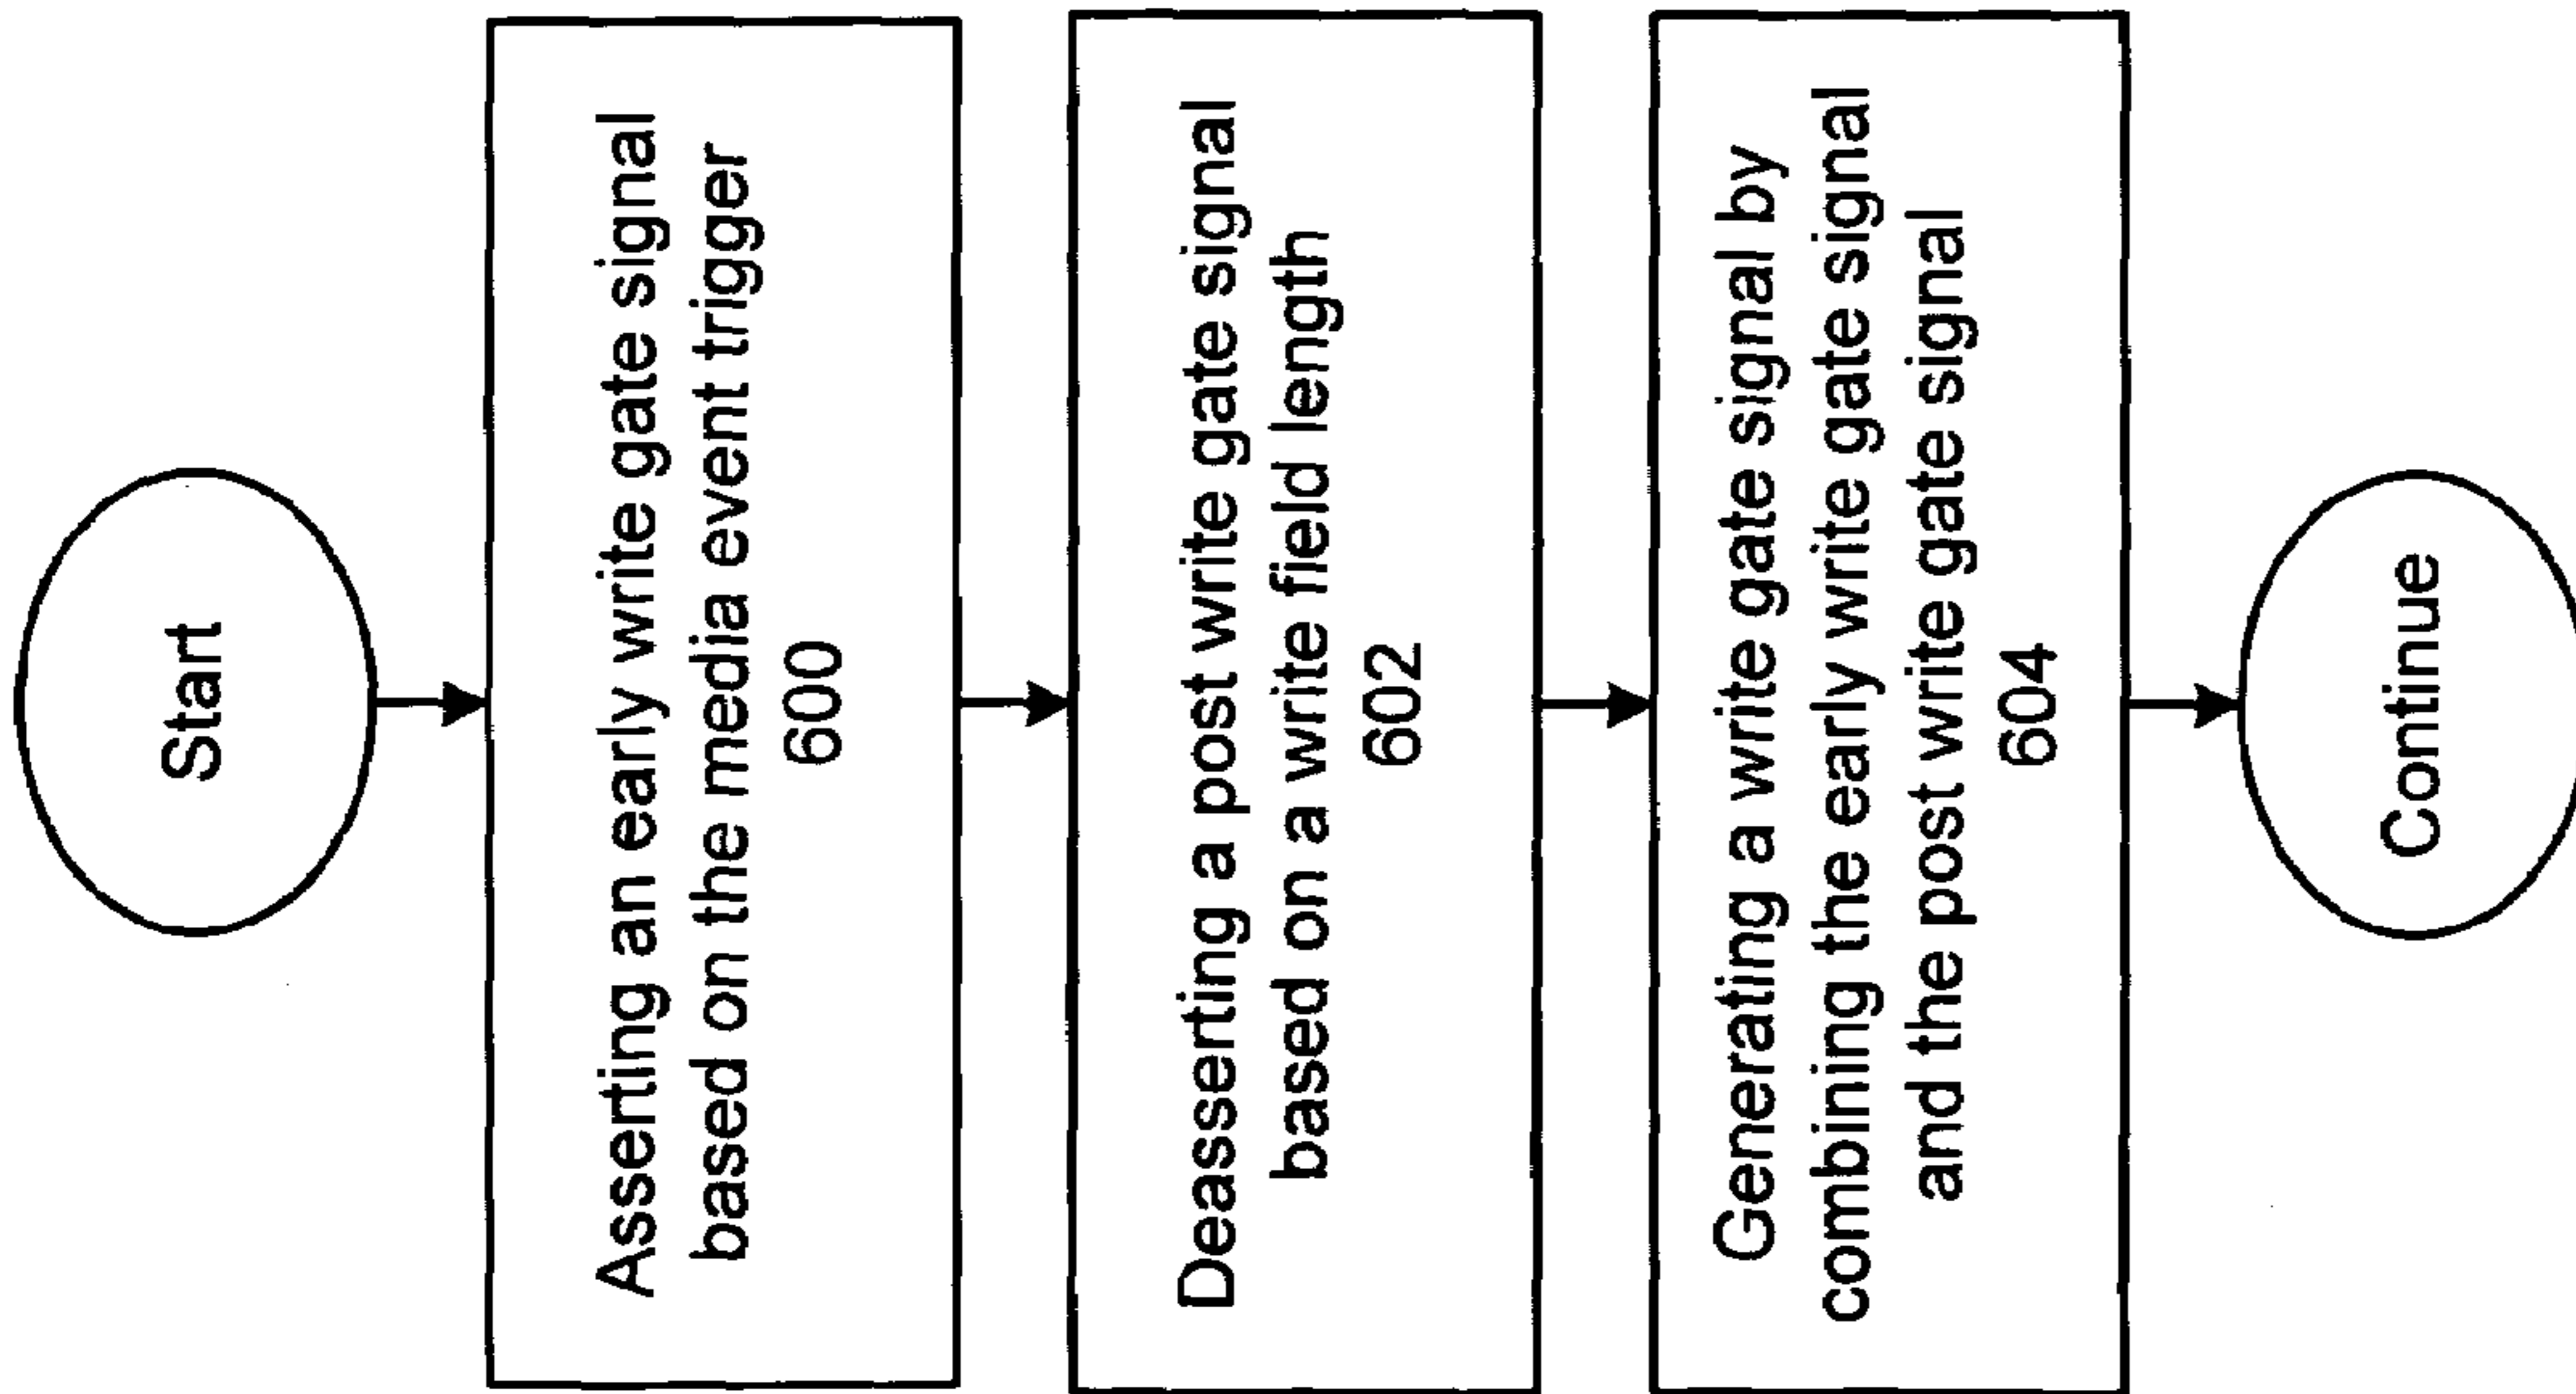 Start
Asserting an early write gate signal
based on the media event trigger
600
Deasserting a post write gate signal
based on a write field length
602
Generating a write gate signal by
combining the early write gate signal
and the post write gate signal
604
Continue